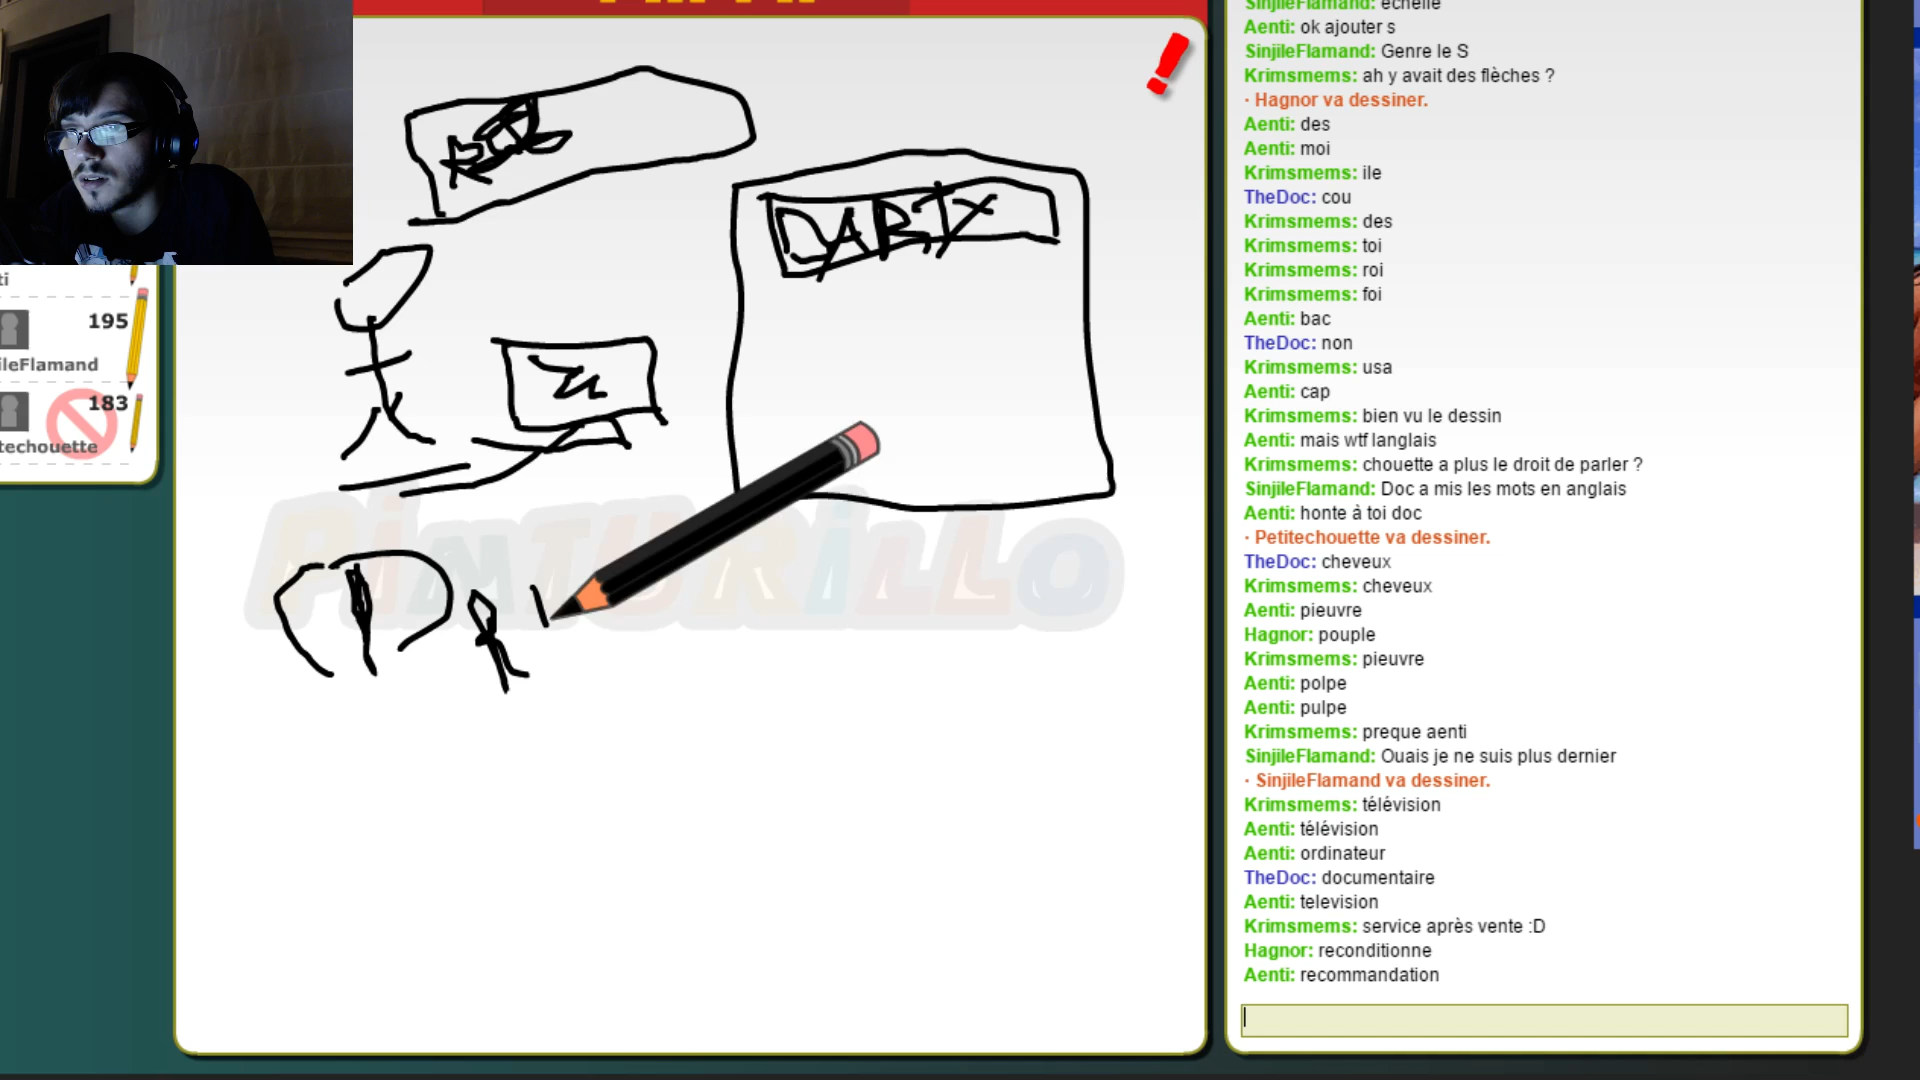 SinjileFlamand: echelle
Aenti: ok ajouter s
SinjileFlamand: Genre le S
Krimsmems: ah y avait des flèches ?
· Hagnor va dessiner.
Aenti: des
Aenti: moi
Krimsmems: ile
TheDoc: cou
Krimsmems: des
Krimsmems: toi
Krimsmems: roi
Krimsmems: foi
Aenti: bac
TheDoc: non
Krimsmems: usa
Aenti: cap
Krimsmems: bien vu le dessin
Aenti: mais wtf langlais
Krimsmems: chouette a plus le droit de parler ?
SinjileFlamand: Doc a mis les mots en anglais
Aenti: honte à toi doc
· Petitechouette va dessiner.
TheDoc: cheveux
Krimsmems: cheveux
Aenti: pieuvre
Hagnor: pouple
Krimsmems: pieuvre
Aenti: polpe
Aenti: pulpe
Krimsmems: preque aenti
SinjileFlamand: Ouais je ne suis plus dernier
· SinjileFlamand va dessiner.
Krimsmems: télévision
Aenti: télévision
Aenti: ordinateur
TheDoc: documentaire
Aenti: television
Krimsmems: service après vente :D
Hagnor: reconditionne
Aenti: recommandation
DARTY
PINTURILLO
ti
195
ileFlamand
183
techouette